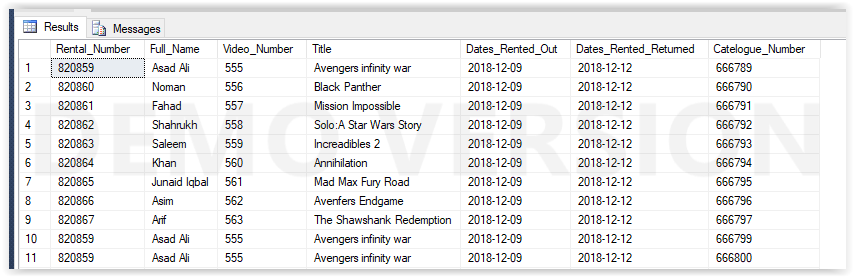 Results Messages
Rental_Number Full_Name Video_Number Title Dates_Rented_Out Dates_Rented_Returned Catelogue_Number
1 820859 Asad Ali 555 Avengers infinity war 2018-12-09 2018-12-12 666789
2 820860 Noman 556 Black Panther 2018-12-09 2018-12-12 666790
3 820861 Fahad 557 Mission Impossible 2018-12-09 2018-12-12 666791
4 820862 Shahrukh 558 Solo:A Star Wars Story 2018-12-09 2018-12-12 666792
5 820863 Saleem 559 Increadibles 2 2018-12-09 2018-12-12 666793
6 820864 Khan 560 Annihilation 2018-12-09 2018-12-12 666794
7 820865 Junaid Iqbal 561 Mad Max Fury Road 2018-12-09 2018-12-12 666795
8 820866 Asim 562 Avenfers Endgame 2018-12-09 2018-12-12 666796
9 820867 Arif 563 The Shawshank Redemption 2018-12-09 2018-12-12 666797
10 820859 Asad Ali 555 Avengers infinity war 2018-12-09 2018-12-12 666799
11 820859 Asad Ali 555 Avengers infinity war 2018-12-09 2018-12-12 666800
DEMO VERSION